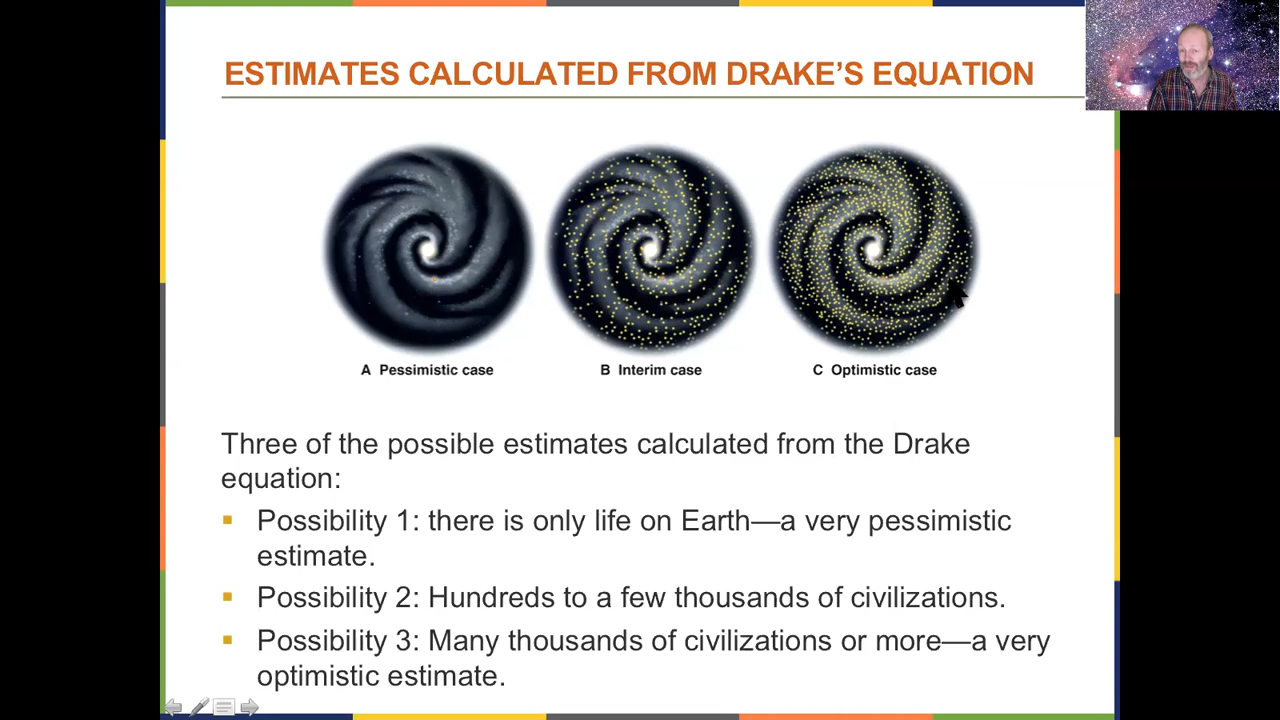 ESTIMATES CALCULATED FROM DRAKE’S EQUATION
A Pessimistic case
B Interim case
C Optimistic case
Three of the possible estimates calculated from the Drake
equation:
Possibility 1: there is only life on Earth—a very pessimistic
estimate.
Possibility 2: Hundreds to a few thousands of civilizations.
Possibility 3: Many thousands of civilizations or more—a very
optimistic estimate.